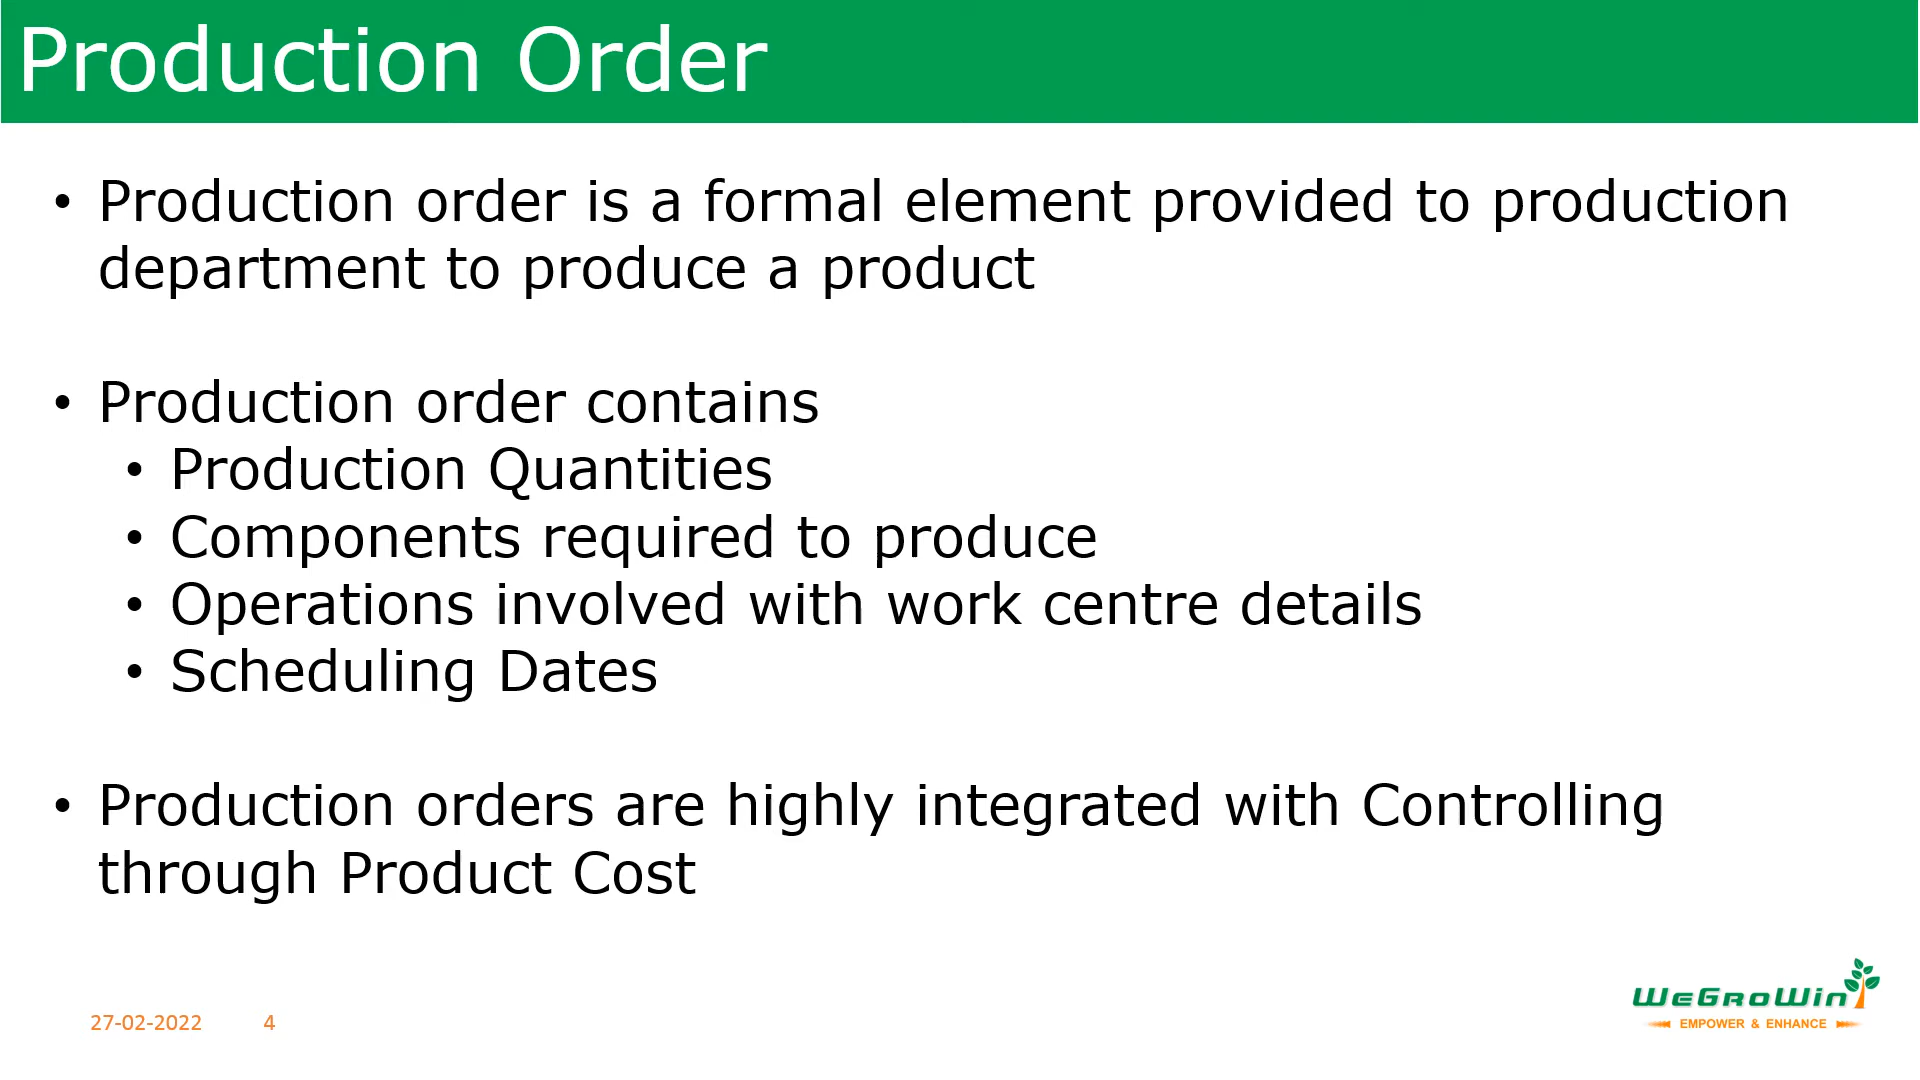 Production Order
• Production order is a formal element provided to production
department to produce a product
• Production order contains
• Production Quantities
• Components required to produce
• Operations involved with work centre details
• Scheduling Dates
• Production orders are highly integrated with Controlling
through Product Cost
27-02-2022 4
WeGroWin
EMPOWER & ENHANCE